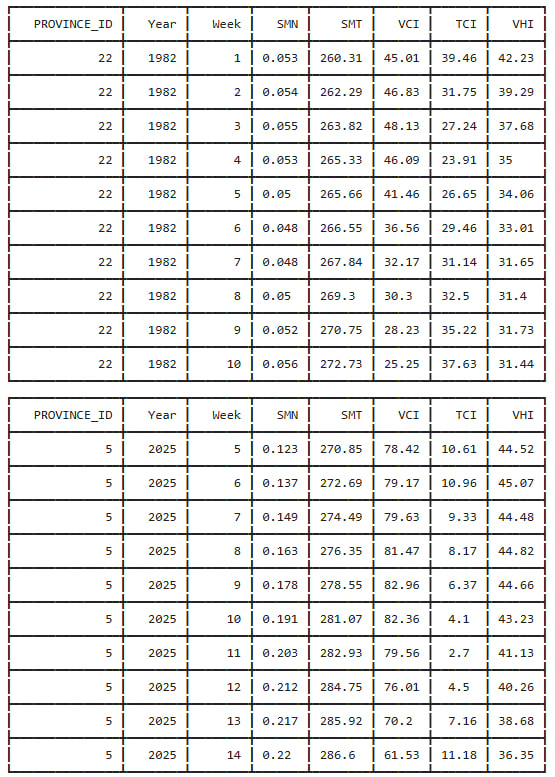 PROVINCE_ID Year Week SMN SMT VCI TCI VHI
22 1982 1 0.053 260.31 45.01 39.46 42.23
22 1982 2 0.054 262.29 46.83 31.75 39.29
22 1982 3 0.055 263.82 48.13 27.24 37.68
22 1982 4 0.053 265.33 46.09 23.91 35
22 1982 5 0.05 265.66 41.46 26.65 34.06
22 1982 6 0.048 266.55 36.56 29.46 33.01
22 1982 7 0.048 267.84 32.17 31.14 31.65
22 1982 8 0.05 269.3 30.3 32.5 31.4
22 1982 9 0.052 270.75 28.23 35.22 31.73
22 1982 10 0.056 272.73 25.25 37.63 31.44
PROVINCE_ID Year Week SMN SMT VCI TCI VHI
5 2025 5 0.123 270.85 78.42 10.61 44.52
5 2025 6 0.137 272.69 79.17 10.96 45.07
5 2025 7 0.149 274.49 79.63 9.33 44.48
5 2025 8 0.163 276.35 81.47 8.17 44.82
5 2025 9 0.178 278.55 82.96 6.37 44.66
5 2025 10 0.191 281.07 82.36 4.1 43.23
5 2025 11 0.203 282.93 79.56 2.7 41.13
5 2025 12 0.212 284.75 76.01 4.5 40.26
5 2025 13 0.217 285.92 70.2 7.16 38.68
5 2025 14 0.22 286.6 61.53 11.18 36.35